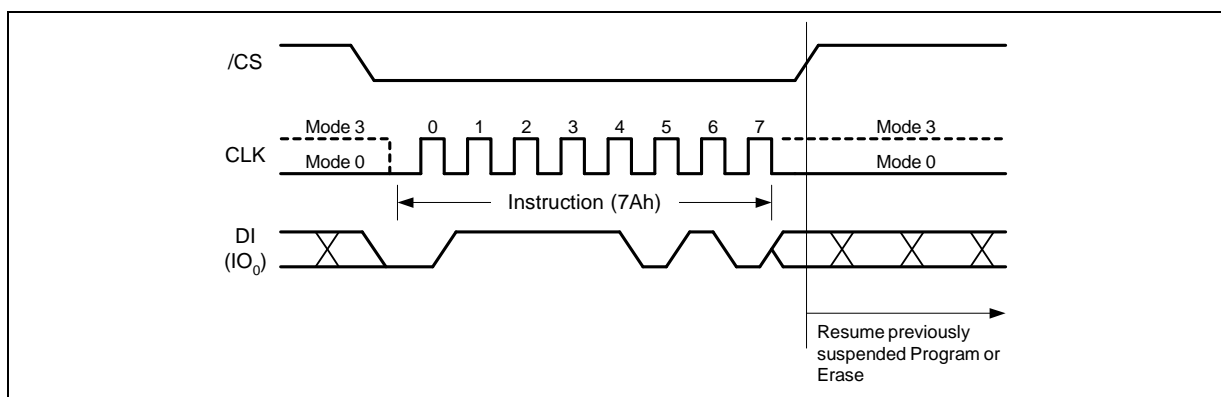 /CS
Mode 3
0 1 2 3 4 5 6 7
Mode 3
CLK
Mode 0
Mode 0
Instruction (7Ah)
DI
(IO₀)
Resume previously
suspended Program or
Erase